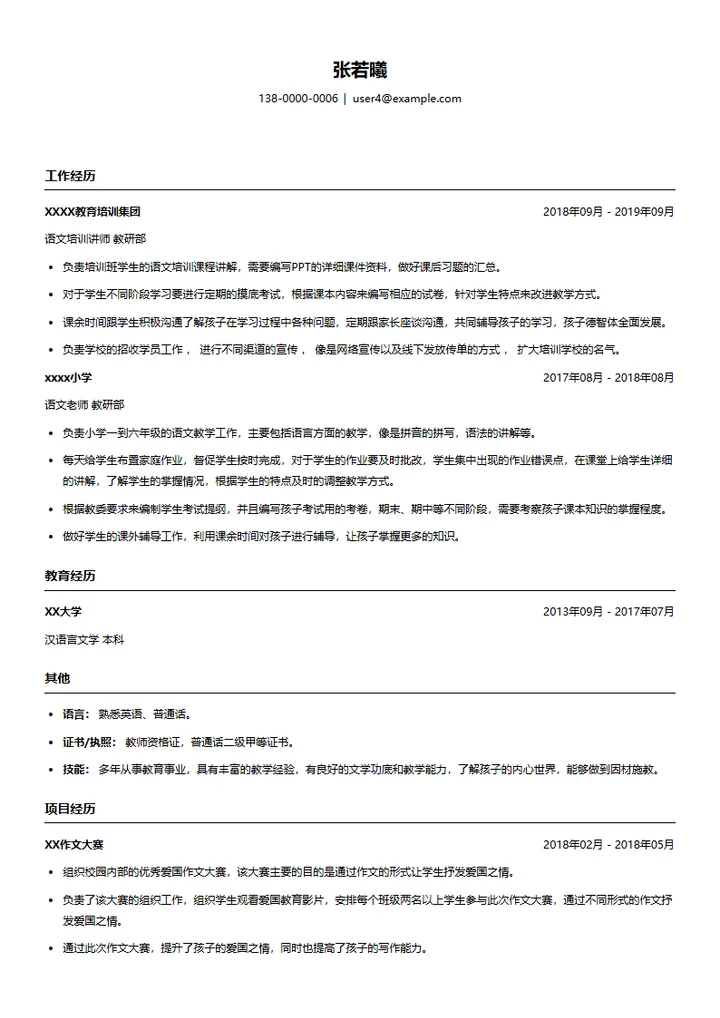 张若曦
138-0000-0006 | user4@example.com
工作经历
XXXX教育培训集团 2018年09月 - 2019年09月
语文培训讲师 教研部
• 负责培训班学生的语文培训课程讲解，需要编写PPT的详细课件资料，做好课后习题的汇总。
• 对于学生不同阶段学习要进行定期的摸底考试，根据课本内容来编写相应的试卷，针对学生特点来改进教学方式。
• 课余时间跟学生积极沟通了解孩子在学习过程中各种问题，定期跟家长座谈沟通，共同辅导孩子的学习，孩子德智体全面发展。
• 负责学校的招收学员工作 ， 进行不同渠道的宣传 ， 像是网络宣传以及线下发放传单的方式 ， 扩大培训学校的名气。
xxxx小学 2017年08月 - 2018年08月
语文老师 教研部
• 负责小学一到六年级的语文教学工作，主要包括语言方面的教学，像是拼音的拼写，语法的讲解等。
• 每天给学生布置家庭作业，督促学生按时完成，对于学生的作业要及时批改，学生集中出现的作业错误点，在课堂上给学生详细
的讲解，了解学生的掌握情况，根据学生的特点及时的调整教学方式。
• 根据教委要求来编制学生考试提纲，并且编写孩子考试用的考卷，期末、期中等不同阶段，需要考察孩子课本知识的掌握程度。
• 做好学生的课外辅导工作，利用课余时间对孩子进行辅导，让孩子掌握更多的知识。
教育经历
XX大学 2013年09月 - 2017年07月
汉语言文学 本科
其他
• 语言： 熟悉英语、普通话。
• 证书/执照： 教师资格证，普通话二级甲等证书。
• 技能： 多年从事教育事业，具有丰富的教学经验，有良好的文学功底和教学能力，了解孩子的内心世界，能够做到因材施教。
项目经历
XX作文大赛 2018年02月 - 2018年05月
• 组织校园内部的优秀爱国作文大赛，该大赛主要的目的是通过作文的形式让学生抒发爱国之情。
• 负责了该大赛的组织工作，组织学生观看爱国教育影片，安排每个班级两名以上学生参与此次作文大赛，通过不同形式的作文抒
发爱国之情。
• 通过此次作文大赛，提升了孩子的爱国之情，同时也提高了孩子的写作能力。